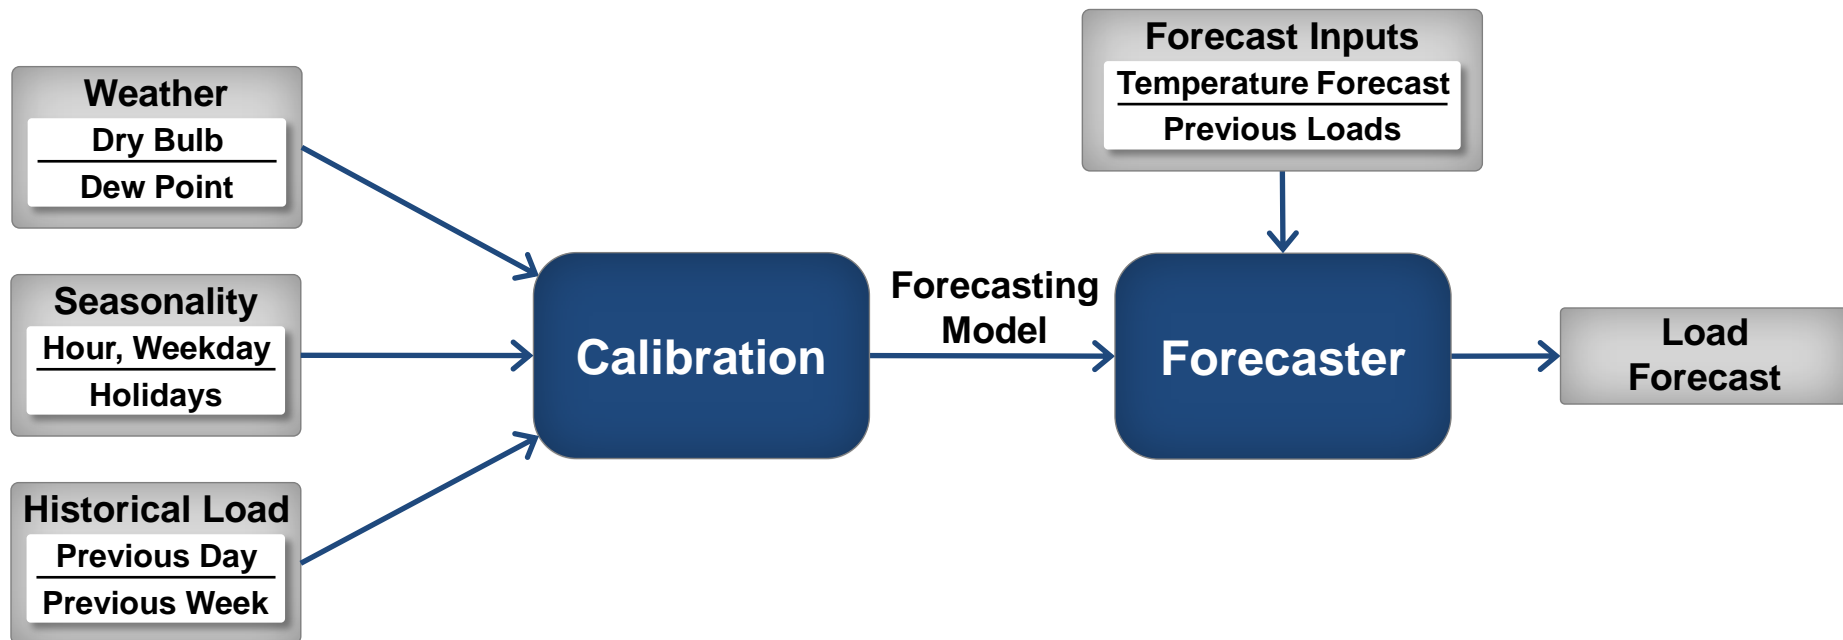 Weather
Dry Bulb
Dew Point
Seasonality
Hour, Weekday
Holidays
Historical Load
Previous Day
Previous Week
Calibration
Forecasting
Model
Forecast Inputs
Temperature Forecast
Previous Loads
Forecaster
Load
Forecast